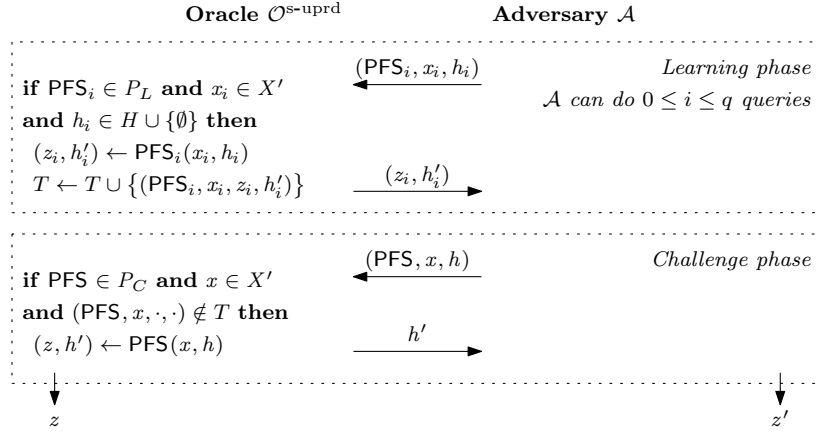 Oracle 𝒪^{s-uprd} Adversary 𝒜
(PFS_i, x_i, h_i) Learning phase
if PFS_i ∈ P_L and x_i ∈ X′
𝒜 can do 0 ≤ i ≤ q queries
and h_i ∈ H ∪ {∅} then
(z_i, h′_i) ← PFS_i(x_i, h_i)
T ← T ∪ {(PFS_i, x_i, z_i, h′_i)} (z_i, h′_i)
(PFS, x, h) Challenge phase
if PFS ∈ P_C and x ∈ X′
and (PFS, x, ·, ·) ∉ T then
(z, h′) ← PFS(x, h) h′
z z′